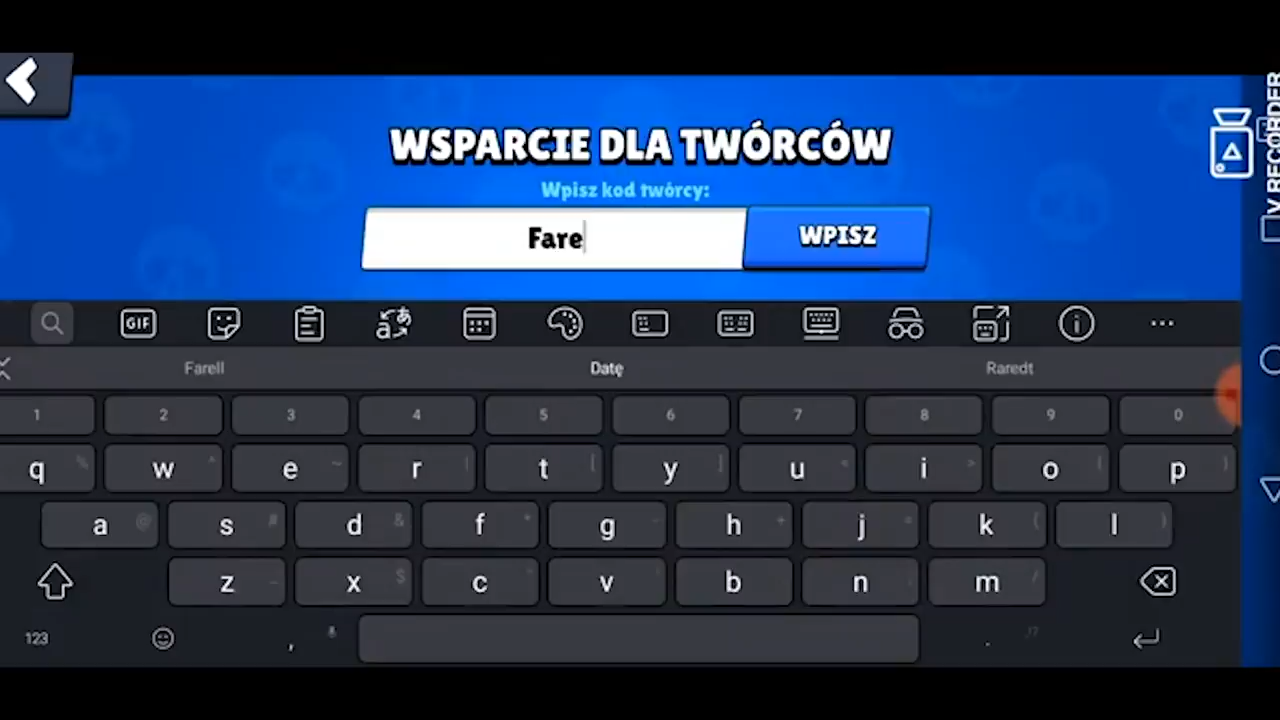 WSPARCIE DLA TWÓRCÓW
Wpisz kod twórcy:
Fare
WPISZ
V RECORDER
GIF
Farell Datę Raredt
1 2 3 4 5 6 7 8 9 0
q w e r t y u i o p
a s d f g h j k l
z x c v b n m
123 , .